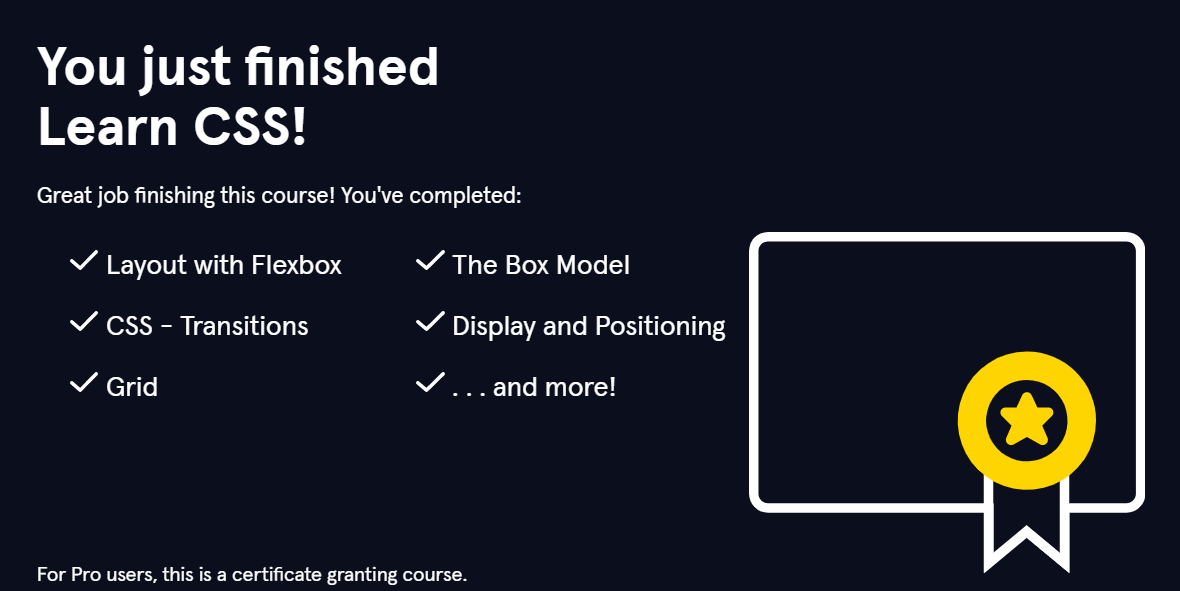 You just finished
Learn CSS!
Great job finishing this course! You've completed:
Layout with Flexbox
The Box Model
CSS - Transitions
Display and Positioning
Grid
. . . and more!
For Pro users, this is a certificate granting course.